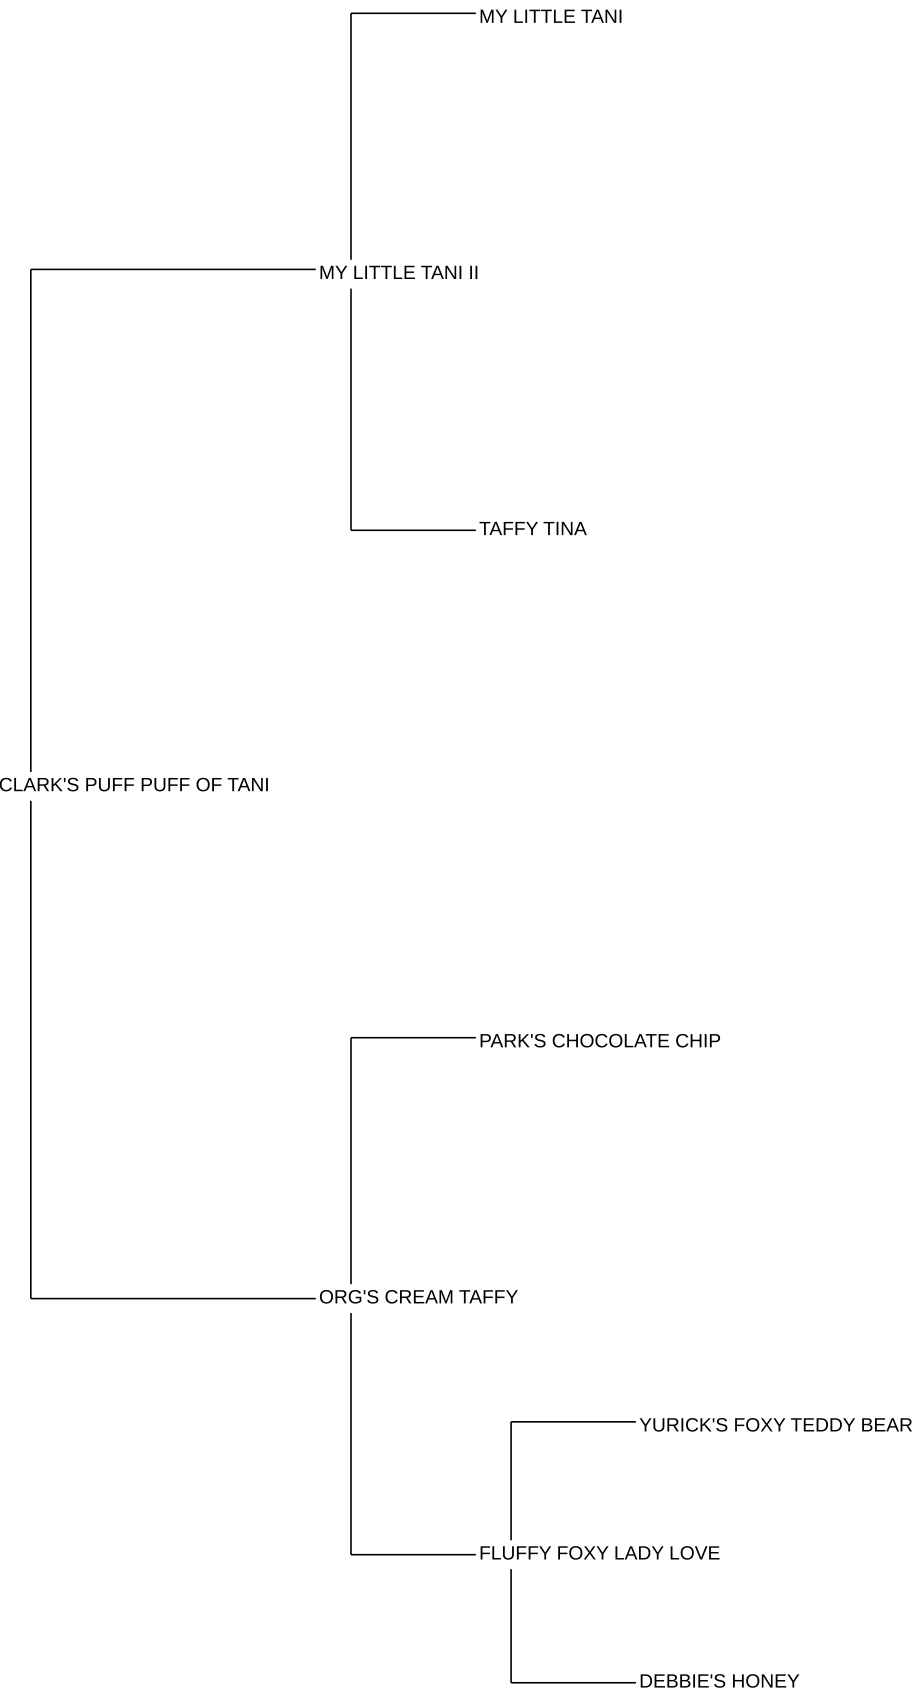 MY LITTLE TANI
MY LITTLE TANI II
TAFFY TINA
CLARK'S PUFF PUFF OF TANI
PARK'S CHOCOLATE CHIP
ORG'S CREAM TAFFY
YURICK'S FOXY TEDDY BEAR
FLUFFY FOXY LADY LOVE
DEBBIE'S HONEY